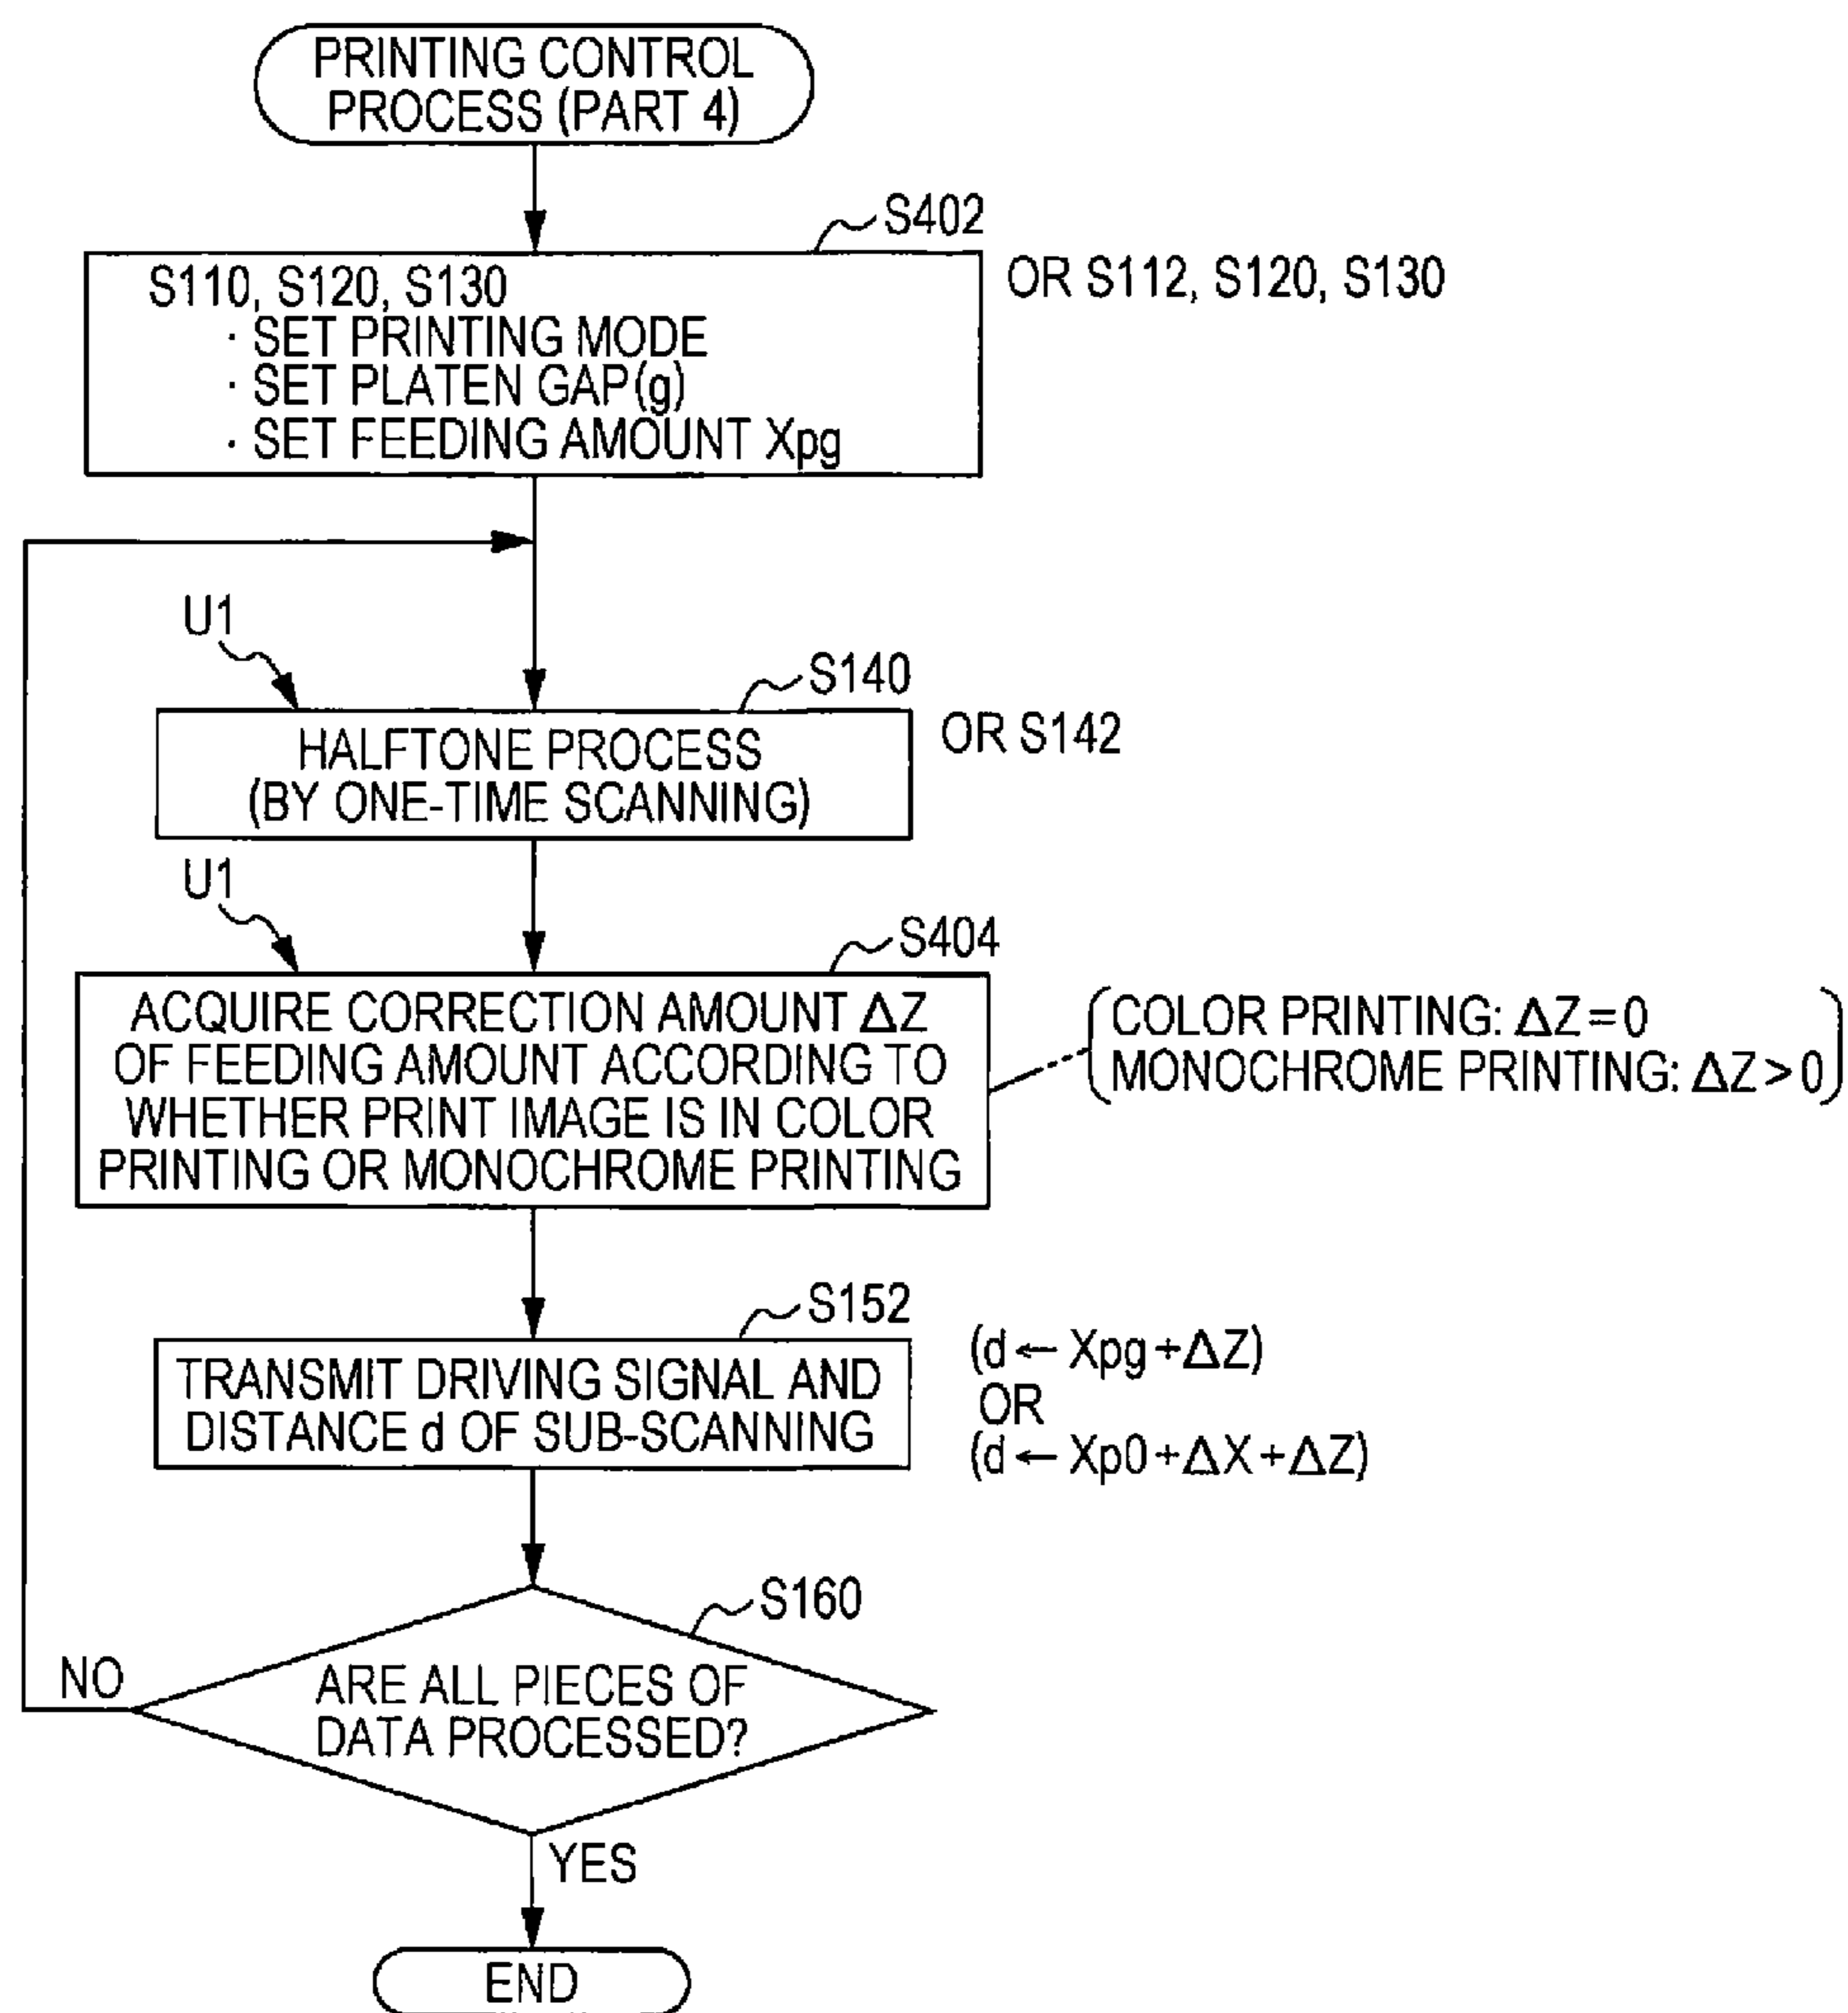 PRINTING CONTROL
PROCESS (PART 4)
S402
S110, S120, S130
· SET PRINTING MODE
· SET PLATEN GAP(g)
· SET FEEDING AMOUNT Xpg
OR S112, S120, S130
U1
S140
HALFTONE PROCESS
(BY ONE-TIME SCANNING)
OR S142
U1
S404
ACQUIRE CORRECTION AMOUNT ΔZ
OF FEEDING AMOUNT ACCORDING TO
WHETHER PRINT IMAGE IS IN COLOR
PRINTING OR MONOCHROME PRINTING
COLOR PRINTING: ΔZ=0
MONOCHROME PRINTING: ΔZ>0
S152
TRANSMIT DRIVING SIGNAL AND
DISTANCE d OF SUB-SCANNING
(d←Xpg+ΔZ)
OR
(d←Xp0+ΔX+ΔZ)
S160
ARE ALL PIECES OF
DATA PROCESSED?
NO
YES
END